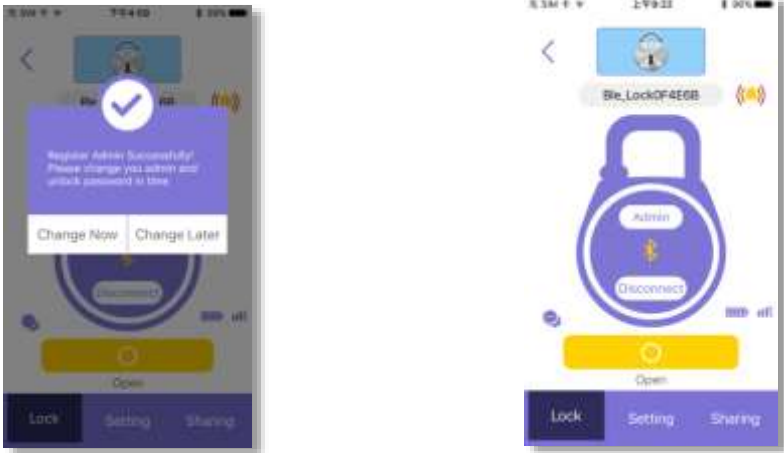 Ble_Lock0F4E6B
Register Admin Successfully!
Please change you admin and
unlock password in time
Change Now
Change Later
Disconnect
Open
Lock
Setting
Sharing
Ble_Lock0F4E6B
Admin
Disconnect
Open
Lock
Setting
Sharing